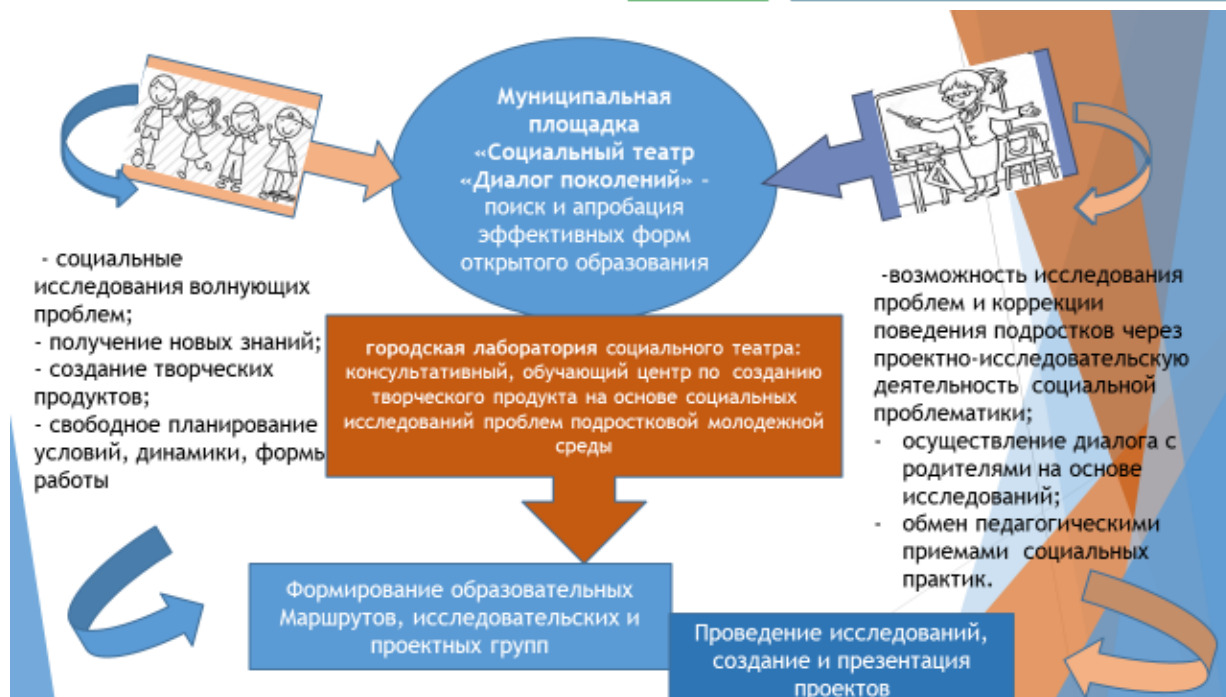 Муниципальная
площадка
«Социальный театр
«Диалог поколений» –
поиск и апробация
эффективных форм
открытого образования
- социальные
исследования волнующих
проблем;
- получение новых знаний;
- создание творческих
продуктов;
- свободное планирование
условий, динамики, формы
работы
городская лаборатория социального театра:
консультативный, обучающий центр по созданию
творческого продукта на основе социальных
исследований проблем подростковой молодежной
среды
-возможность исследования
проблем и коррекции
поведения подростков через
проектно-исследовательскую
деятельность социальной
проблематики;
- осуществление диалога с
родителями на основе
исследований;
- обмен педагогическими
приемами социальных
практик.
Формирование образовательных
Маршрутов, исследовательских и
проектных групп
Проведение исследований,
создание и презентация
проектов